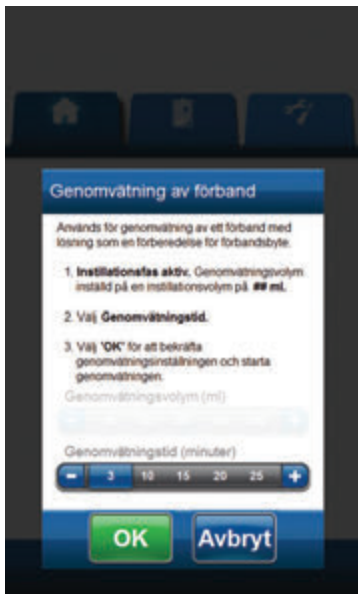 Genomvätning av förband
Används för genomvätning av ett förband med
lösning som en förberedelse för förbandsbyte.
1. Instillationsfas aktiv. Genomvätningsvolym
inställd på en instillationsvolym på ## ml.
2. Välj Genomvätningstid.
3. Välj 'OK' för att bekräfta
genomvätningsinställningen och starta
genomvätningen.
Genomvätningsvolym (ml)
Genomvätningstid (minuter)
- 3 10 15 20 25 +
OK Avbryt